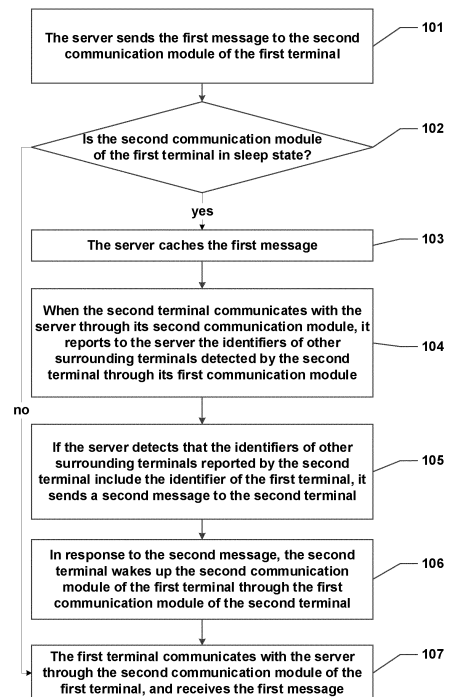 The server sends the first message to the second
communication module of the first terminal
101
Is the second communication module
of the first terminal in sleep state?
102
yes
The server caches the first message
103
When the second terminal communicates with the
server through its second communication module, it
reports to the server the identifiers of other
surrounding terminals detected by the second
terminal through its first communication module
104
no
If the server detects that the identifiers of other
surrounding terminals reported by the second
terminal include the identifier of the first terminal, it
sends a second message to the second terminal
105
In response to the second message, the second
terminal wakes up the second communication
module of the first terminal through the first
communication module of the second terminal
106
The first terminal communicates with the server
through the second communication module of the
first terminal, and receives the first message
107